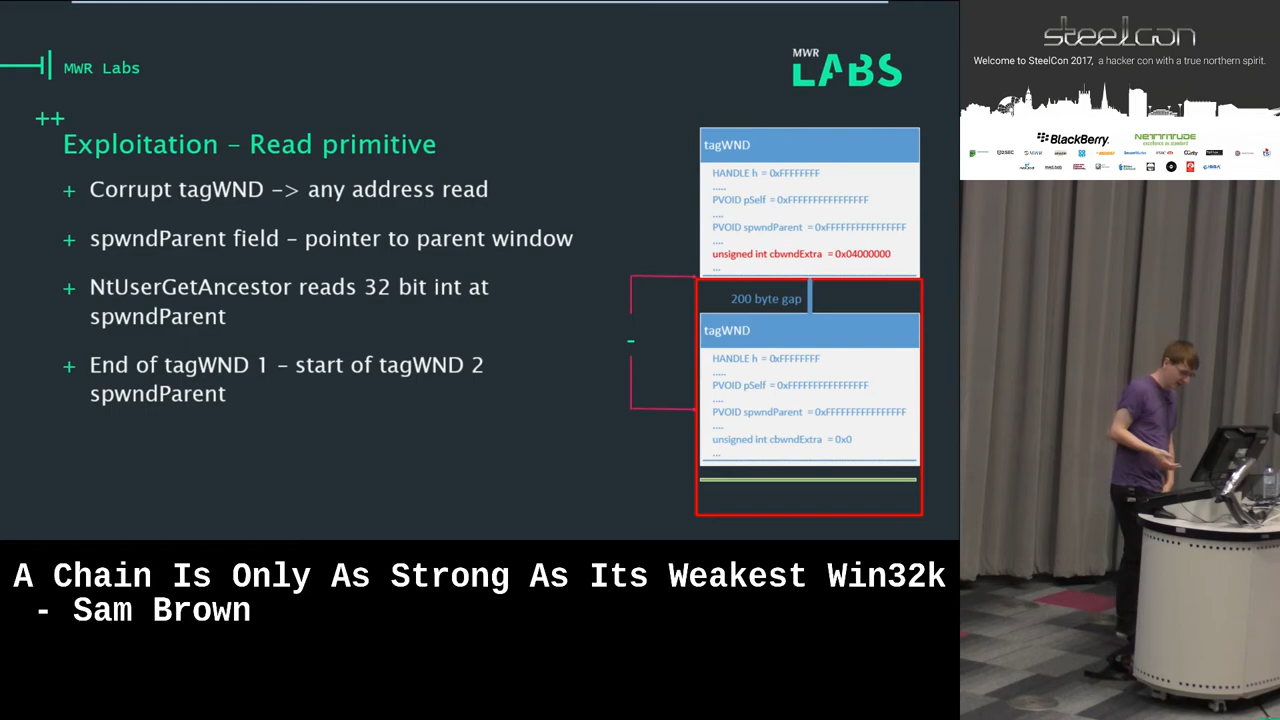 MWR Labs
MWR
LABS
++
Exploitation – Read primitive
+ Corrupt tagWND –> any address read
+ spwndParent field – pointer to parent window
+ NtUserGetAncestor reads 32 bit int at
spwndParent
+ End of tagWND 1 – start of tagWND 2
spwndParent
tagWND
HANDLE h = 0xFFFFFFFF
.....
PVOID pSelf = 0xFFFFFFFFFFFFFFFF
....
PVOID spwndParent = 0xFFFFFFFFFFFFFFFF
....
unsigned int cbwndExtra = 0x04000000
...
200 byte gap
-
tagWND
HANDLE h = 0xFFFFFFFF
.....
PVOID pSelf = 0xFFFFFFFFFFFFFFFF
....
PVOID spwndParent = 0xFFFFFFFFFFFFFFFF
....
unsigned int cbwndExtra = 0x0
...
steelcon
Welcome to SteelCon 2017, a hacker con with a true northern spirit.
BlackBerry
NETTITUDE
A Chain Is Only As Strong As Its Weakest Win32k
- Sam Brown